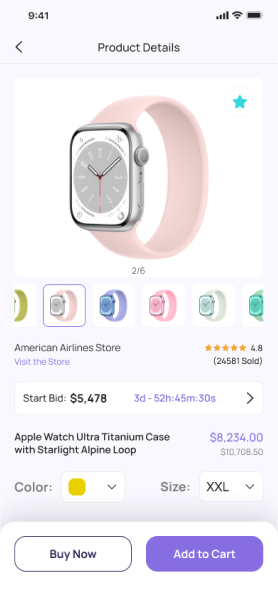 9:41
Product Details
2/6
American Airlines Store
4.8
Visit the Store
(24581 Sold)
Start Bid: $5,478
3d - 52h:45m:30s
Apple Watch Ultra Titanium Case
with Starlight Alpine Loop
$8,234.00
$10,708.50
Color:
Size: XXL
Buy Now
Add to Cart